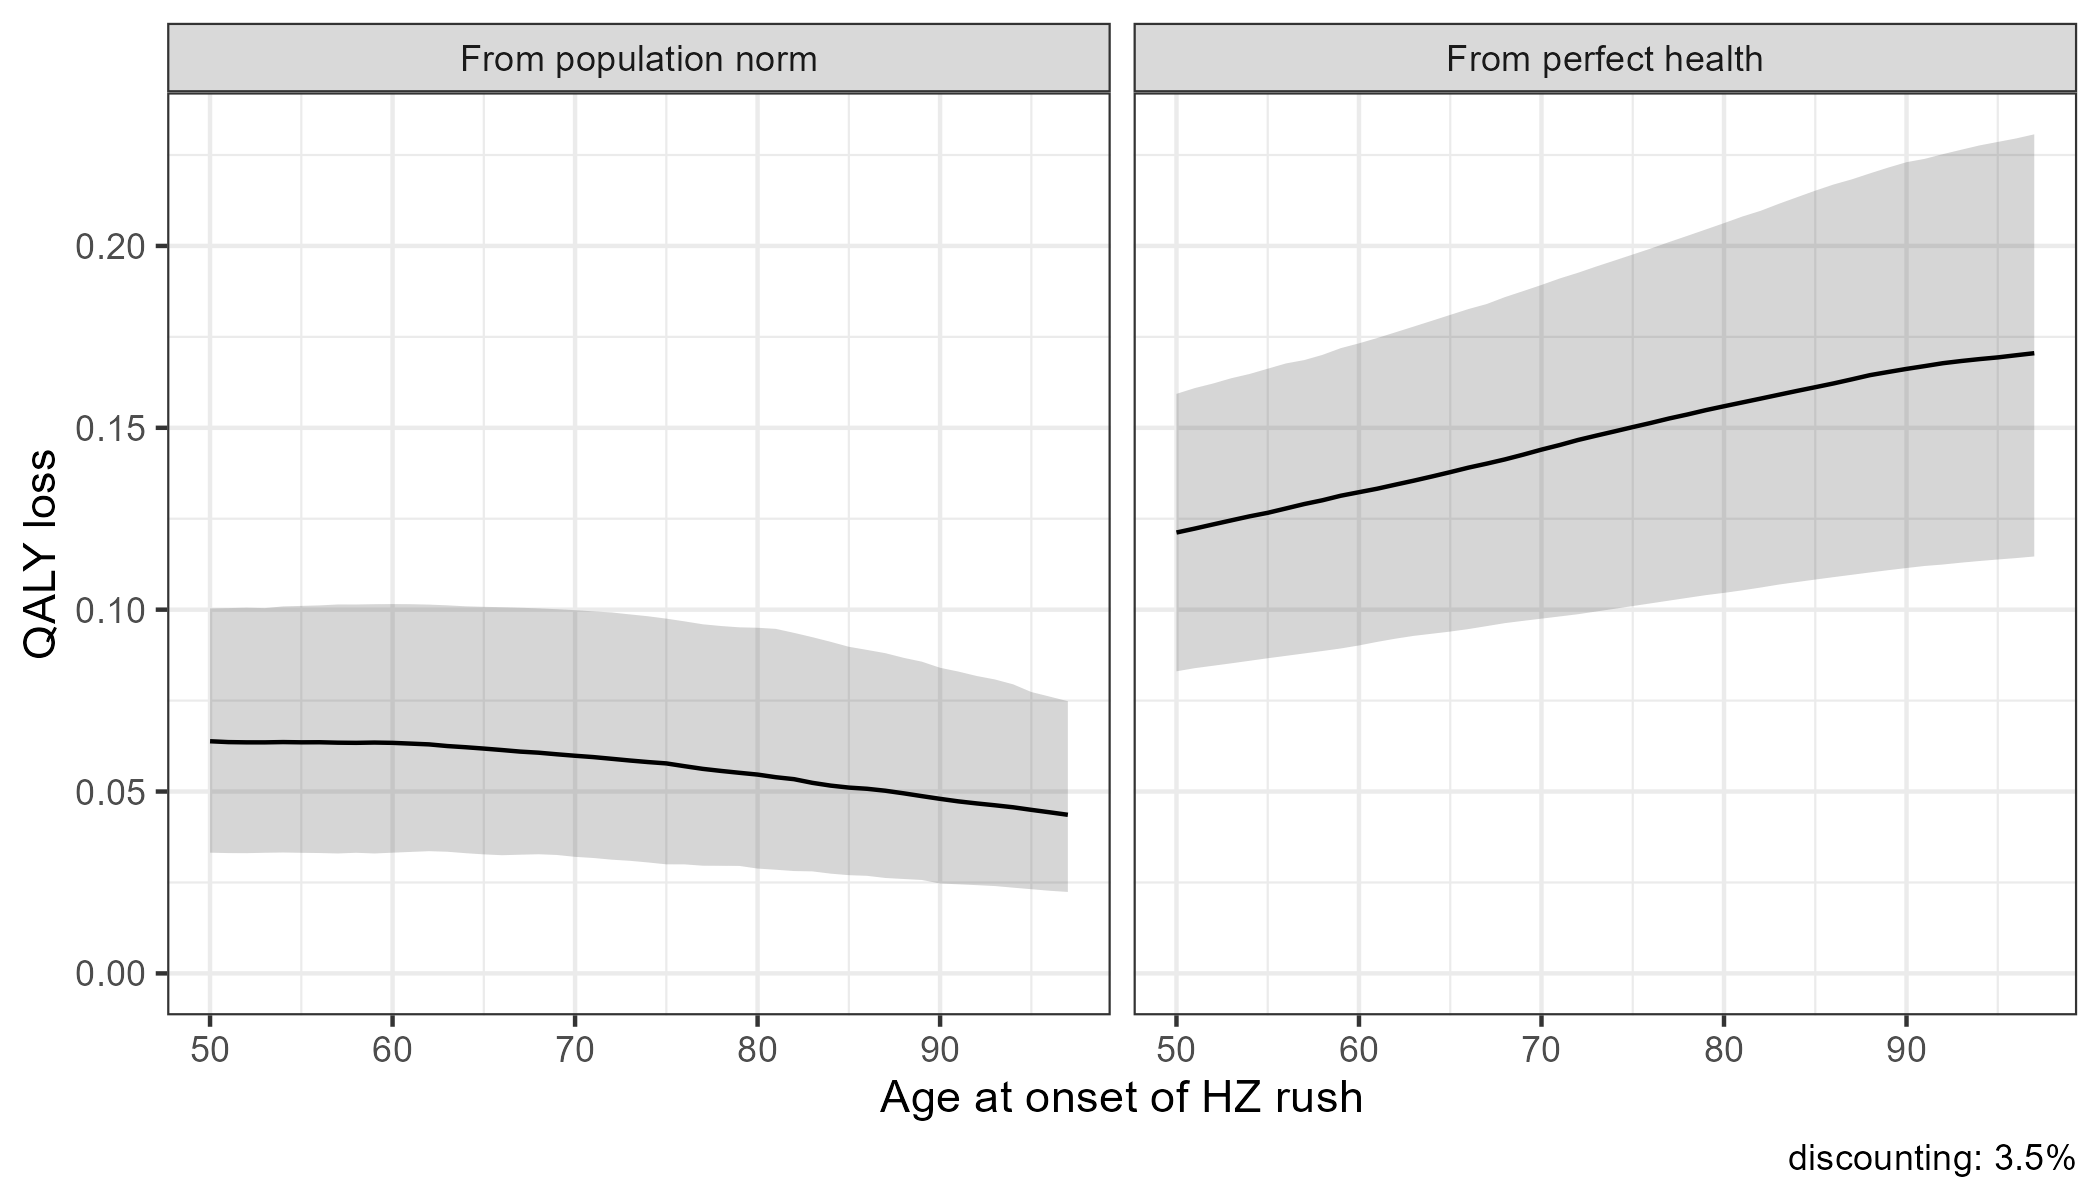 From population norm
From perfect health
QALY loss
0.20
0.15
0.10
0.05
0.00
50 60 70 80 90
50 60 70 80 90
Age at onset of HZ rush
discounting: 3.5%